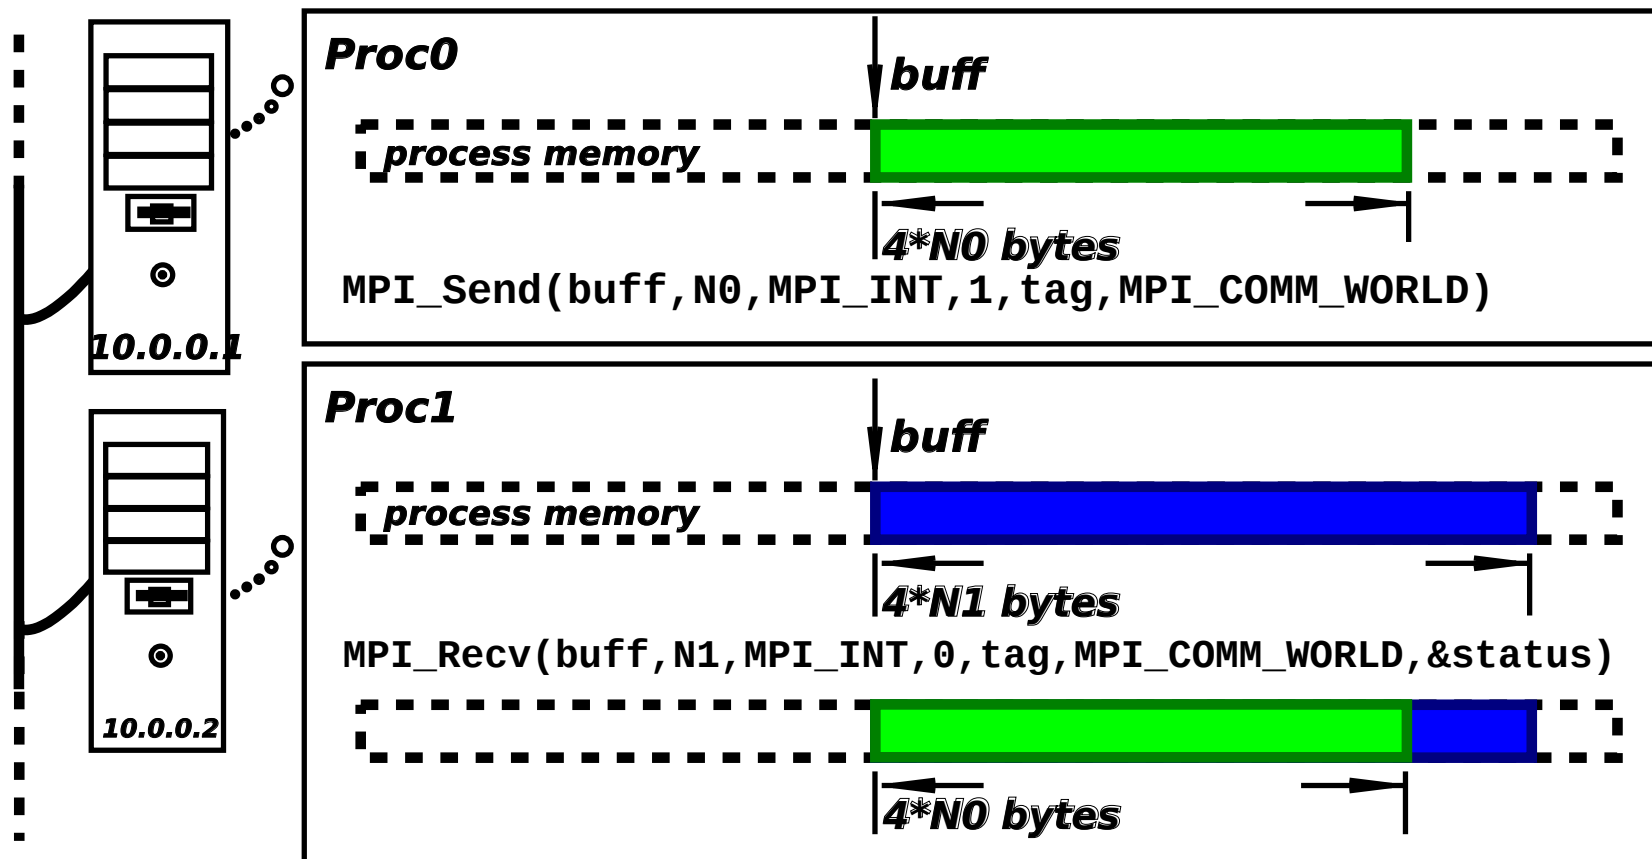 Proc0
buff
process memory
4*N0 bytes
MPI_Send(buff,N0,MPI_INT,1,tag,MPI_COMM_WORLD)
10.0.0.1
Proc1
buff
process memory
4*N1 bytes
MPI_Recv(buff,N1,MPI_INT,0,tag,MPI_COMM_WORLD,&status)
10.0.0.2
4*N0 bytes